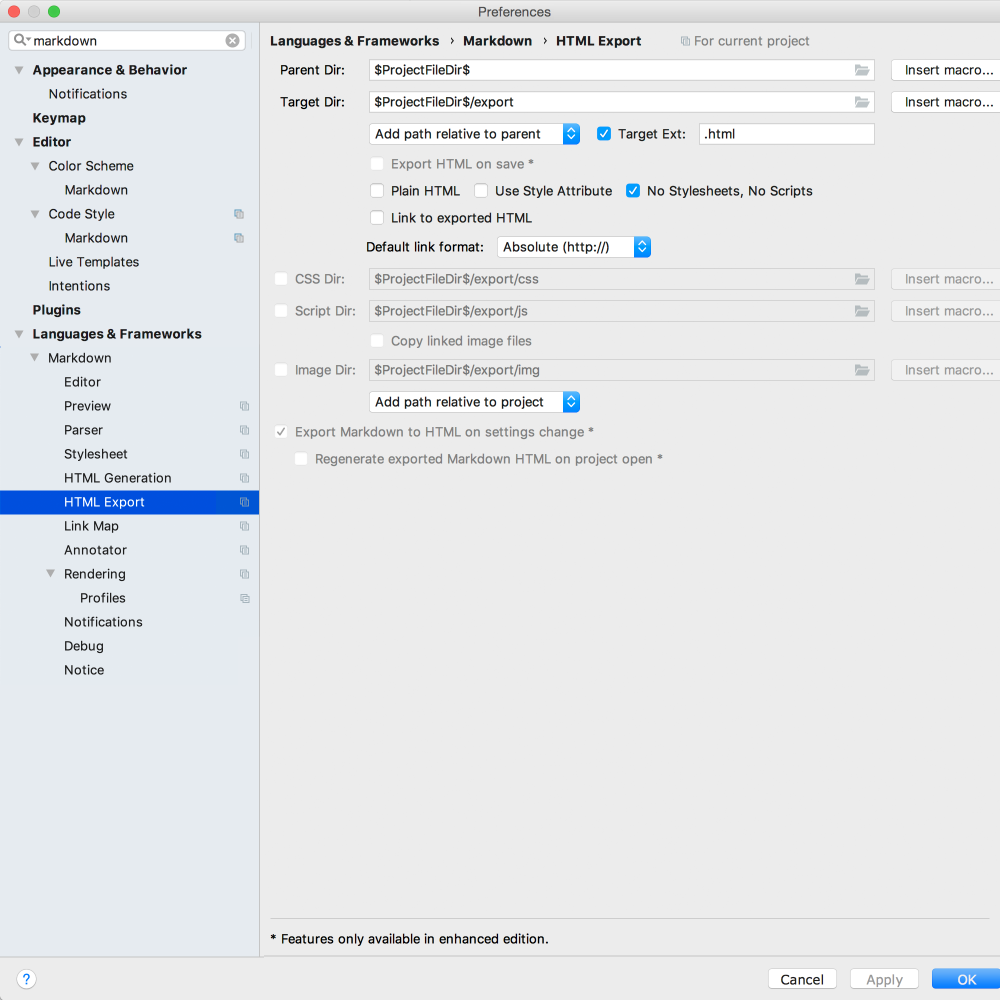 Preferences
markdown
Appearance & Behavior
Notifications
Keymap
Editor
Color Scheme
Markdown
Code Style
Markdown
Live Templates
Intentions
Plugins
Languages & Frameworks
Markdown
Editor
Preview
Parser
Stylesheet
HTML Generation
HTML Export
Link Map
Annotator
Rendering
Profiles
Notifications
Debug
Notice
Languages & Frameworks › Markdown › HTML Export For current project
Parent Dir: $ProjectFileDir$ Insert macro...
Target Dir: $ProjectFileDir$/export Insert macro...
Add path relative to parent Target Ext: .html
Export HTML on save *
Plain HTML Use Style Attribute No Stylesheets, No Scripts
Link to exported HTML
Default link format: Absolute (http://)
CSS Dir: $ProjectFileDir$/export/css Insert macro...
Script Dir: $ProjectFileDir$/export/js Insert macro...
Copy linked image files
Image Dir: $ProjectFileDir$/export/img Insert macro...
Add path relative to project
Export Markdown to HTML on settings change *
Regenerate exported Markdown HTML on project open *
* Features only available in enhanced edition.
? Cancel Apply OK